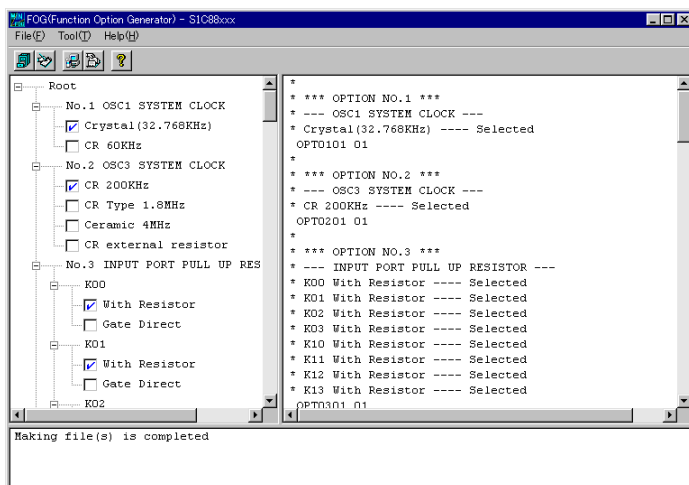 FOG(Function Option Generator) - S1C88xxx
File(F) Tool(T) Help(H)
Root
No.1 OSC1 SYSTEM CLOCK
Crystal(32.768KHz)
CR 60KHz
No.2 OSC3 SYSTEM CLOCK
CR 200KHz
CR Type 1.8MHz
Ceramic 4MHz
CR external resistor
No.3 INPUT PORT PULL UP RES
K00
With Resistor
Gate Direct
K01
With Resistor
Gate Direct
K02
*
* *** OPTION NO.1 ***
* --- OSC1 SYSTEM CLOCK ---
* Crystal(32.768KHz) ---- Selected
OPT0101 01
*
* *** OPTION NO.2 ***
* --- OSC3 SYSTEM CLOCK ---
* CR 200KHz ---- Selected
OPT0201 01
*
* *** OPTION NO.3 ***
* --- INPUT PORT PULL UP RESISTOR ---
* K00 With Resistor ---- Selected
* K01 With Resistor ---- Selected
* K02 With Resistor ---- Selected
* K03 With Resistor ---- Selected
* K10 With Resistor ---- Selected
* K11 With Resistor ---- Selected
* K12 With Resistor ---- Selected
* K13 With Resistor ---- Selected
OPT0301 01
Making file(s) is completed